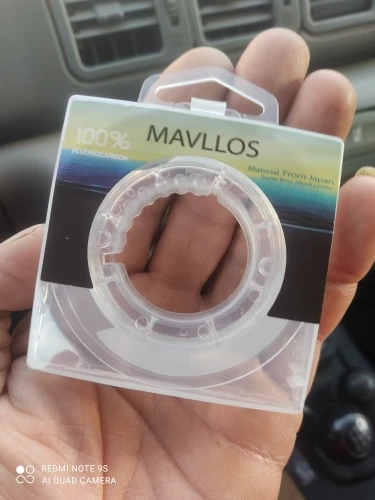 100%
FLUOROCARBON
MAVLLOS
Material From Japan
REDMI NOTE 9S
AI QUAD CAMERA